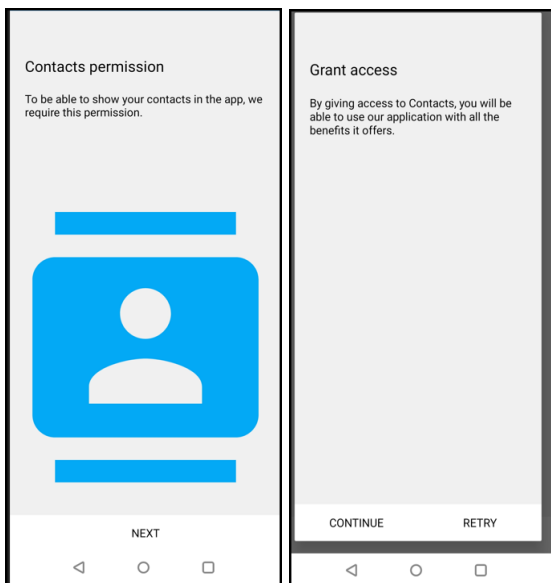 Contacts permission
To be able to show your contacts in the app, we
require this permission.
NEXT
Grant access
By giving access to Contacts, you will be
able to use our application with all the
benefits it offers.
CONTINUE RETRY